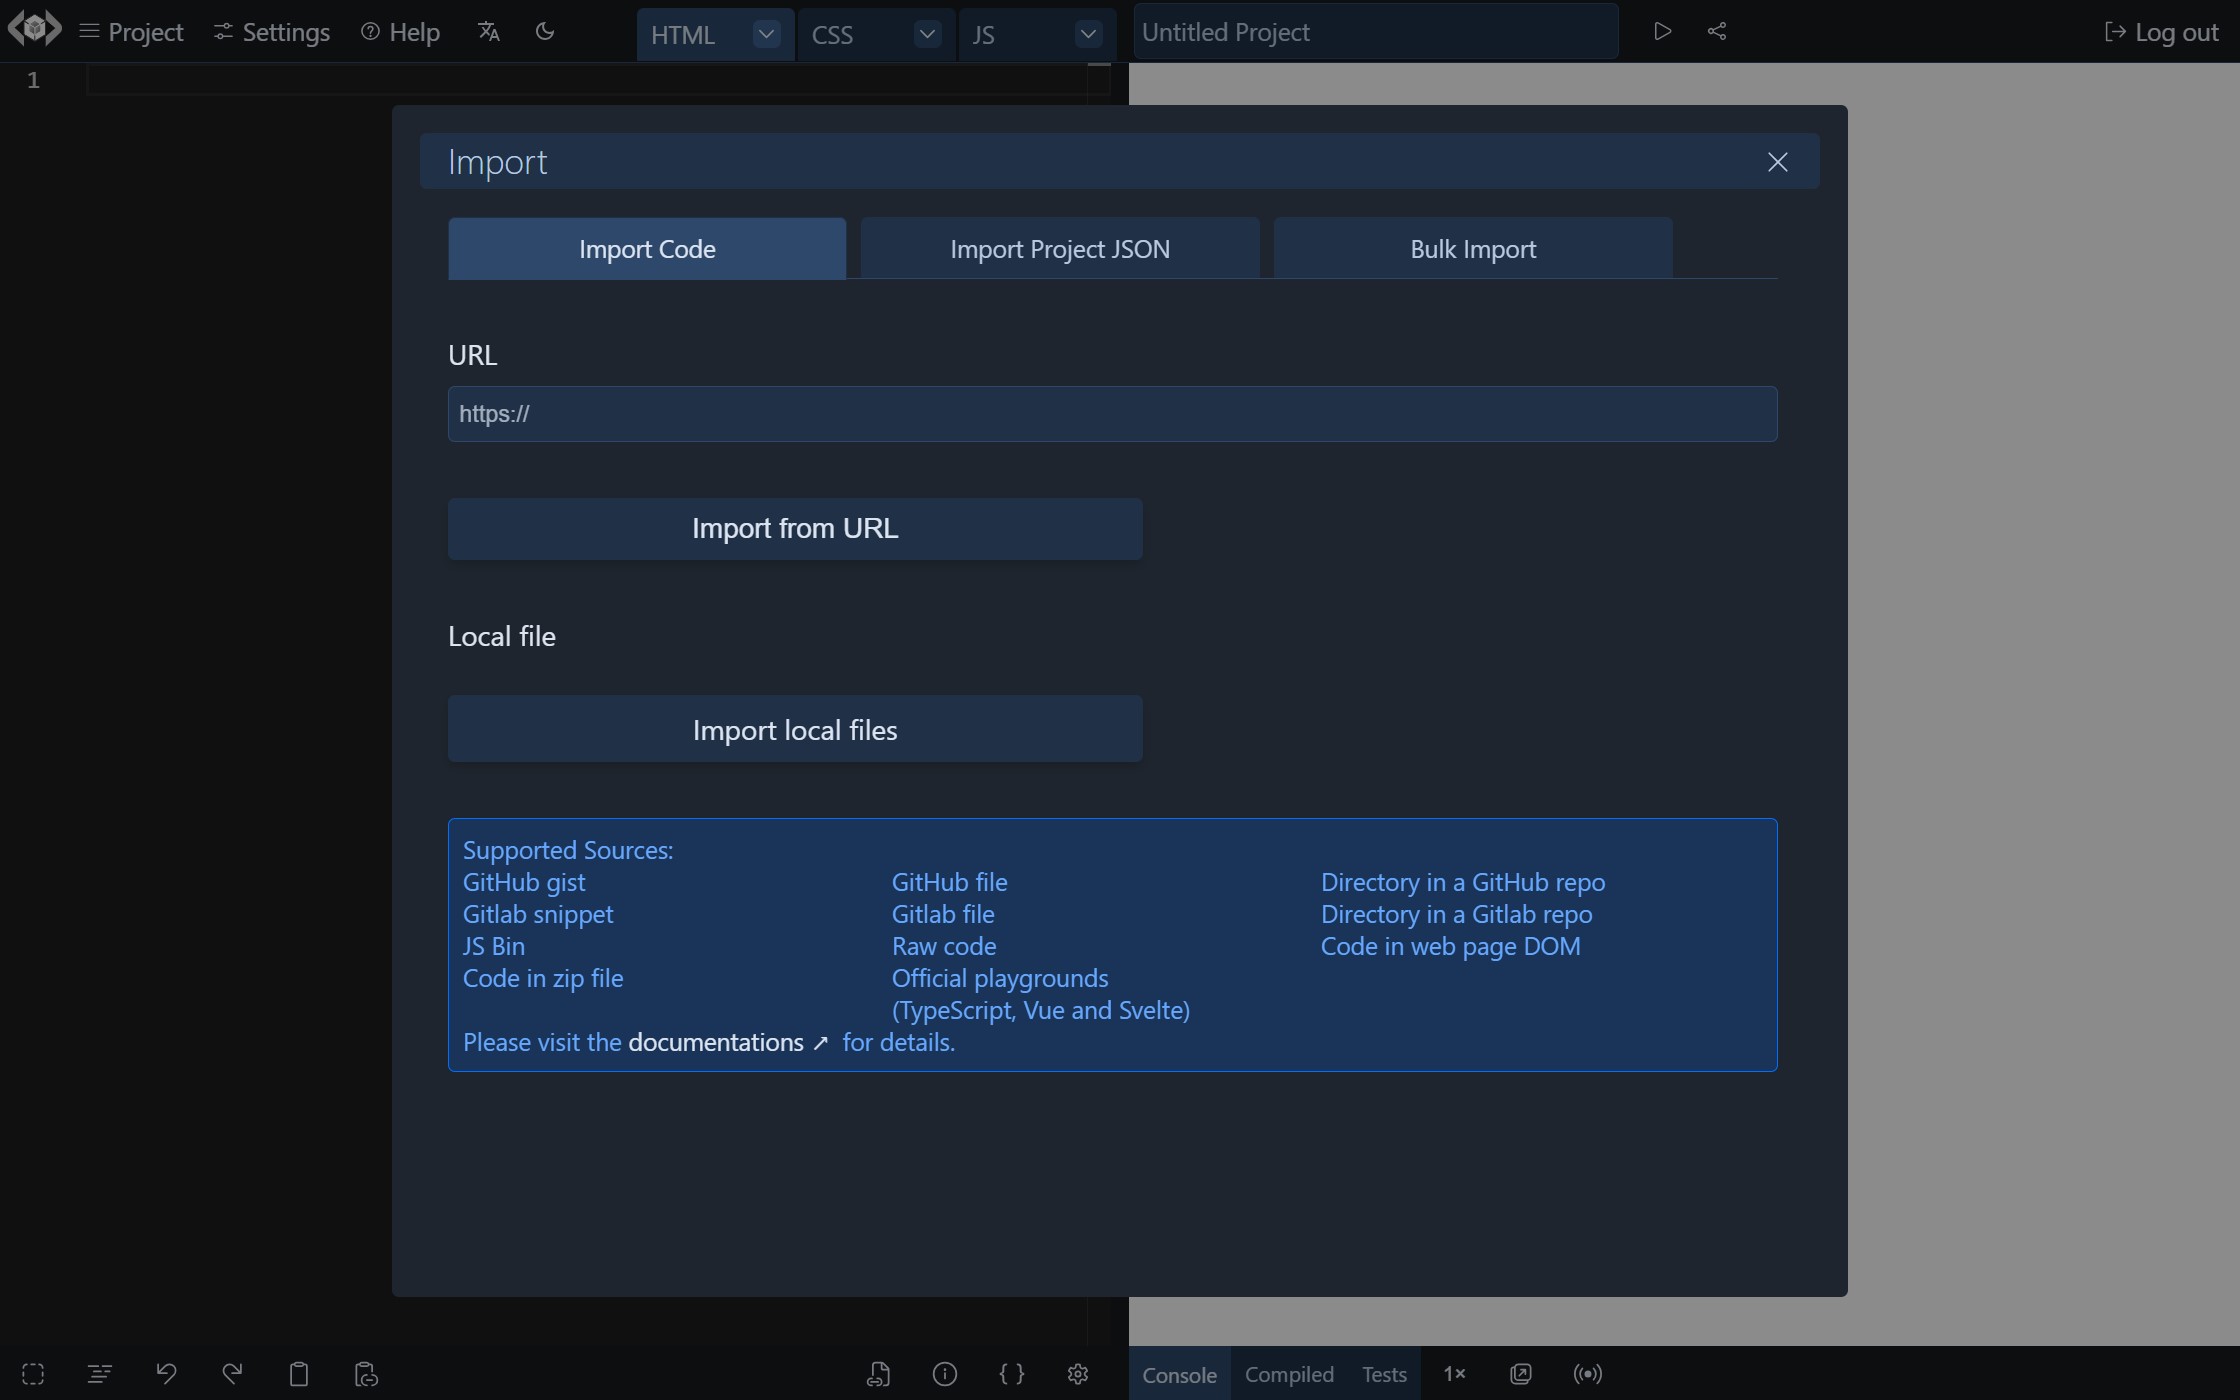 Project
Settings
Help
HTML
CSS
JS
Untitled Project
Log out
1
Import
Import Code
Import Project JSON
Bulk Import
URL
https://
Import from URL
Local file
Import local files
Supported Sources:
GitHub gist
GitHub file
Directory in a GitHub repo
Gitlab snippet
Gitlab file
Directory in a Gitlab repo
JS Bin
Raw code
Code in web page DOM
Code in zip file
Official playgrounds
(TypeScript, Vue and Svelte)
Please visit the documentations ↗ for details.
Console
Compiled
Tests
1×